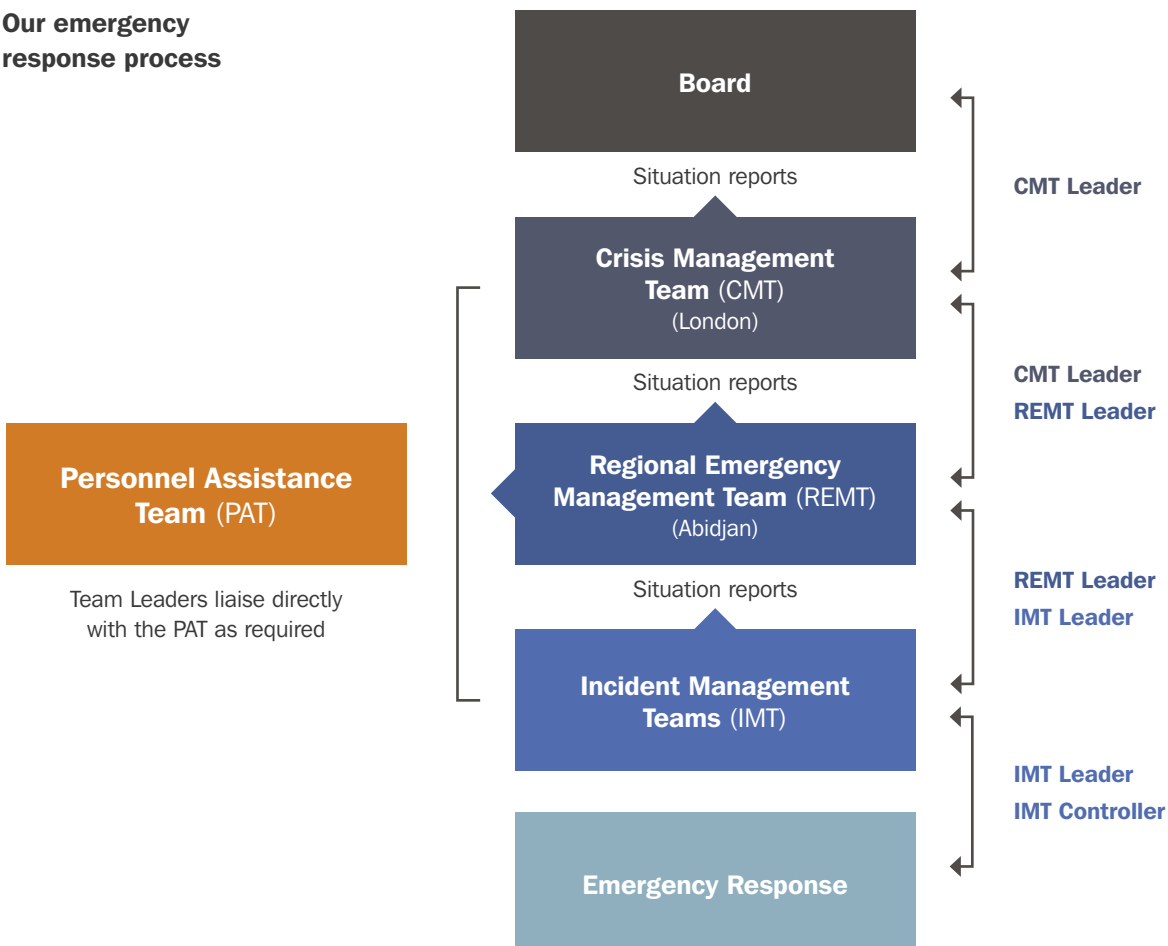 Our emergency
response process
Board
Situation reports
CMT Leader
Crisis Management
Team (CMT)
(London)
Situation reports
CMT Leader
REMT Leader
Personnel Assistance
Team (PAT)
Team Leaders liaise directly
with the PAT as required
Regional Emergency
Management Team (REMT)
(Abidjan)
Situation reports
REMT Leader
IMT Leader
Incident Management
Teams (IMT)
IMT Leader
IMT Controller
Emergency Response